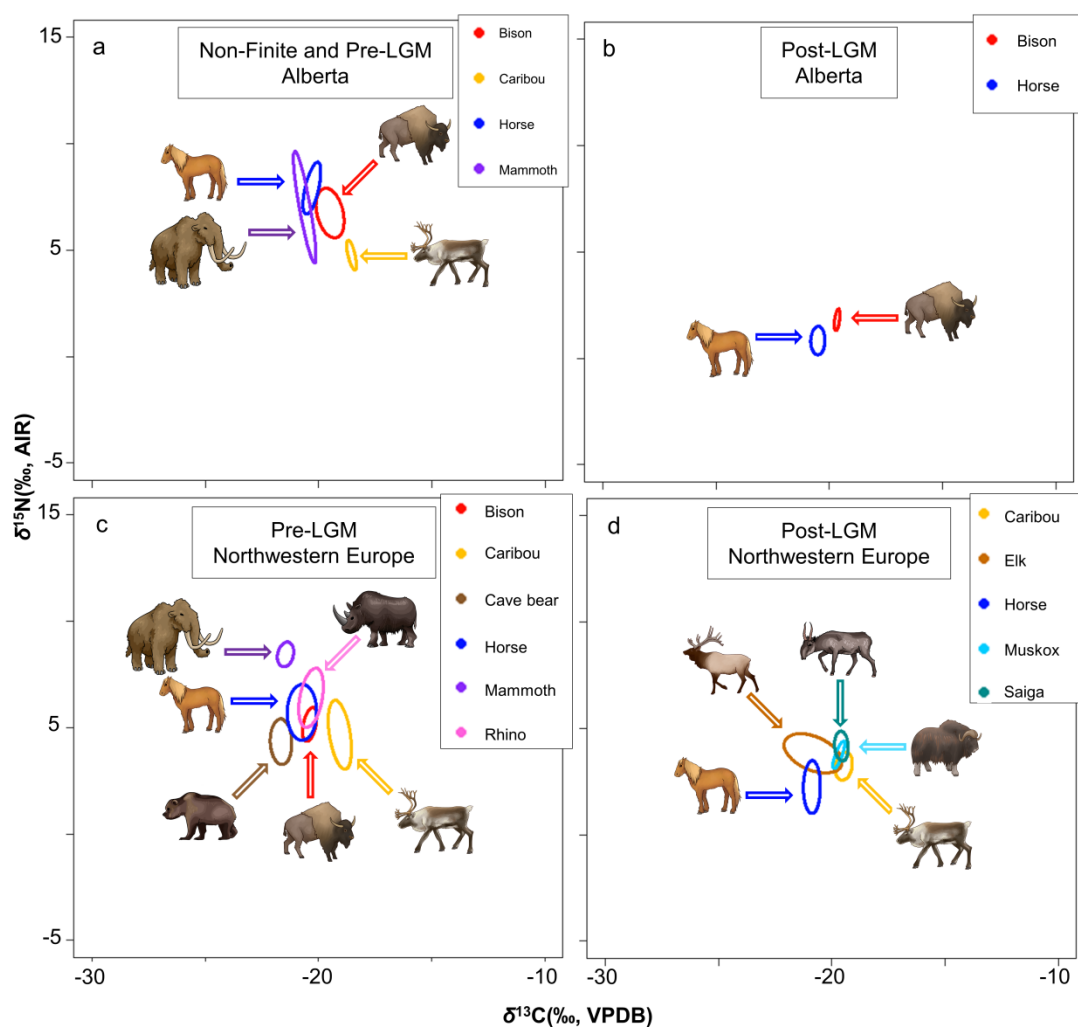 a
Non-Finite and Pre-LGM
Alberta
Bison
Caribou
Horse
Mammoth
15
5
-5
b
Post-LGM
Alberta
Bison
Horse
δ¹⁵N(‰, AIR)
c
Pre-LGM
Northwestern Europe
Bison
Caribou
Cave bear
Horse
Mammoth
Rhino
15
5
-5
-30
-20
-10
d
Post-LGM
Northwestern Europe
Caribou
Elk
Horse
Muskox
Saiga
-30
-20
-10
δ¹³C(‰, VPDB)